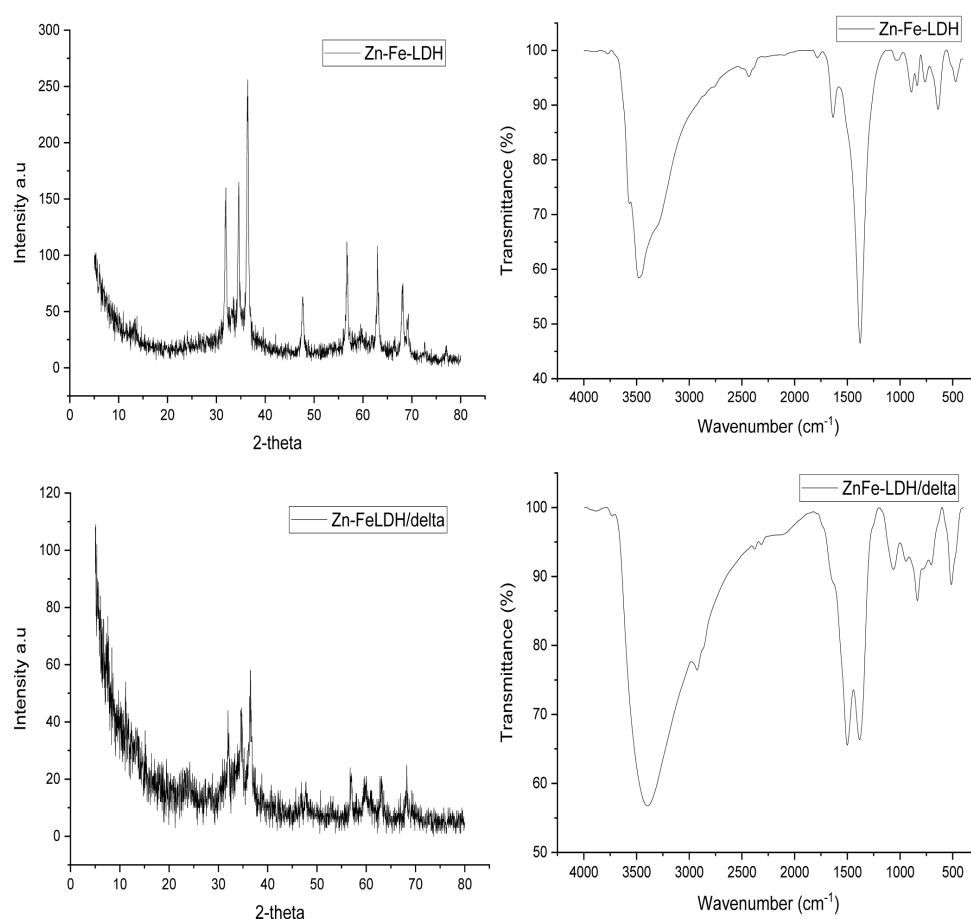 Zn-Fe-LDH
300
250
200
150
100
50
0
Intensity a.u
0 10 20 30 40 50 60 70 80
2-theta
Zn-Fe-LDH
100
90
80
70
60
50
40
Transmittance (%)
4000 3500 3000 2500 2000 1500 1000 500
Wavenumber (cm⁻¹)
Zn-FeLDH/delta
120
100
80
60
40
20
0
Intensity a.u
0 10 20 30 40 50 60 70 80
2-theta
ZnFe-LDH/delta
100
90
80
70
60
50
Transmittance (%)
4000 3500 3000 2500 2000 1500 1000 500
Wavenumber (cm⁻¹)